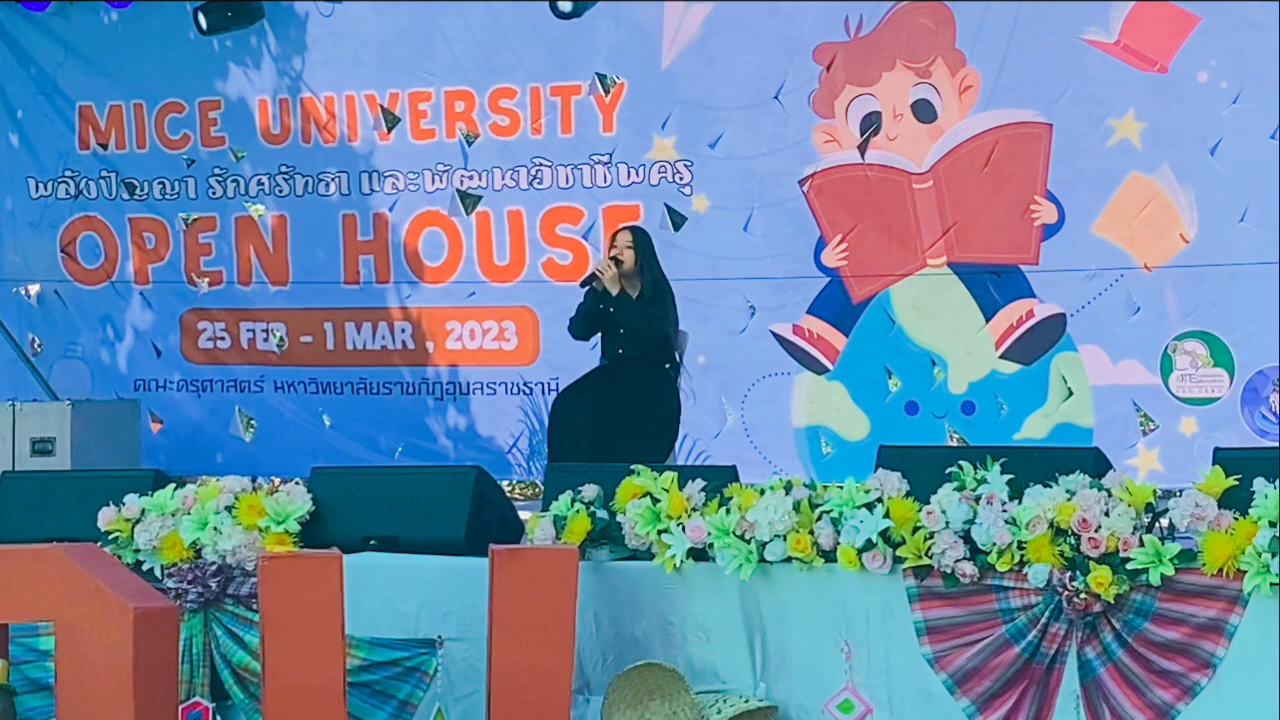 MICE UNIVERSITY
พลังปัญญา รักศรัทธา และพัฒนาวิชาชีพครู
OPEN HOUSE
25 FEB - 1 MAR , 2023
คณะครุศาสตร์ มหาวิทยาลัยราชภัฏอุบลราชธานี